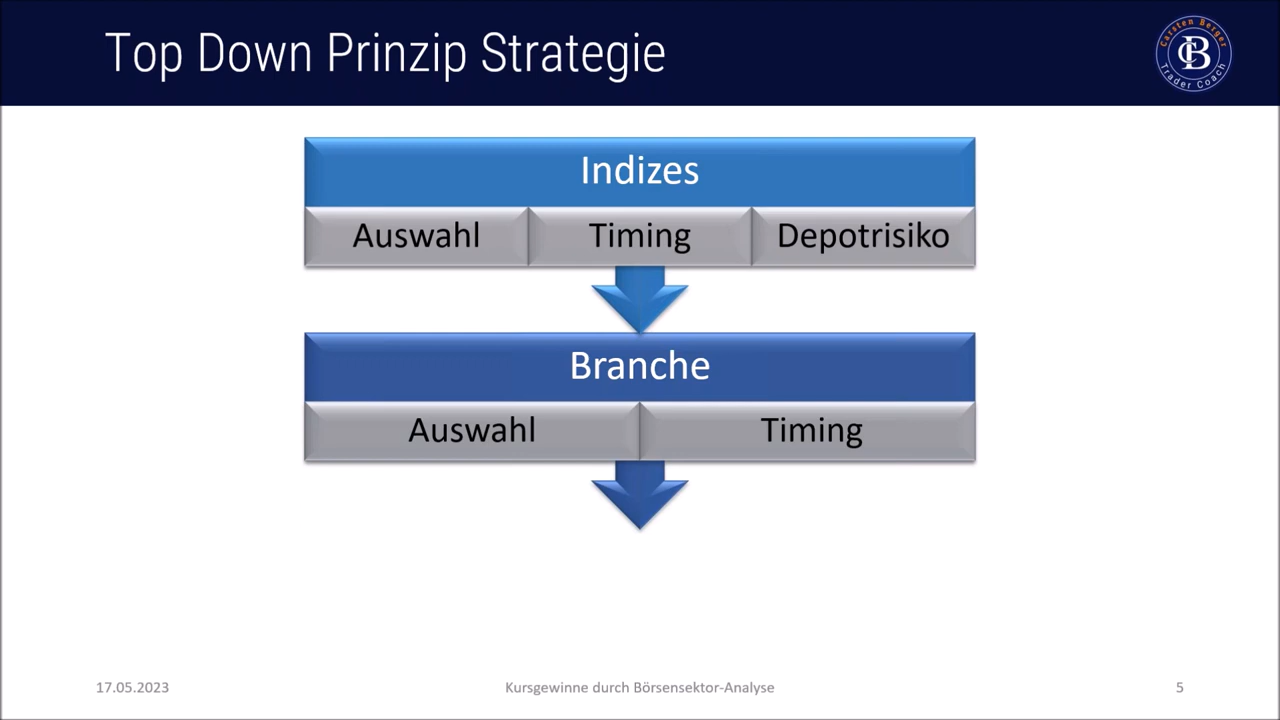 Top Down Prinzip Strategie
Carsten Berger
CB
Trader Coach
Indizes
Auswahl Timing Depotrisiko
Branche
Auswahl Timing
17.05.2023 Kursgewinne durch Börsensektor-Analyse 5